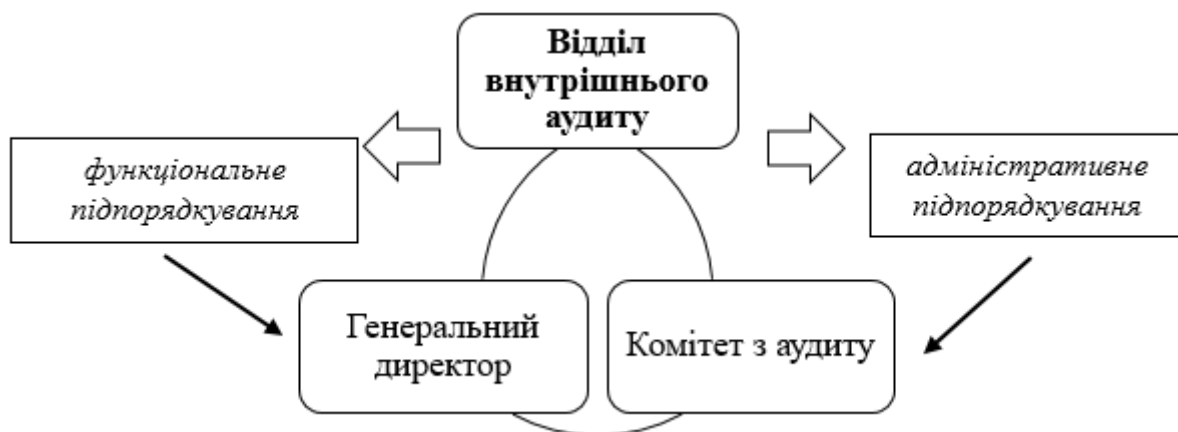 Відділ
внутрішнього
аудиту
функціональне
підпорядкування
адміністративне
підпорядкування
Генеральний
директор
Комітет з аудиту